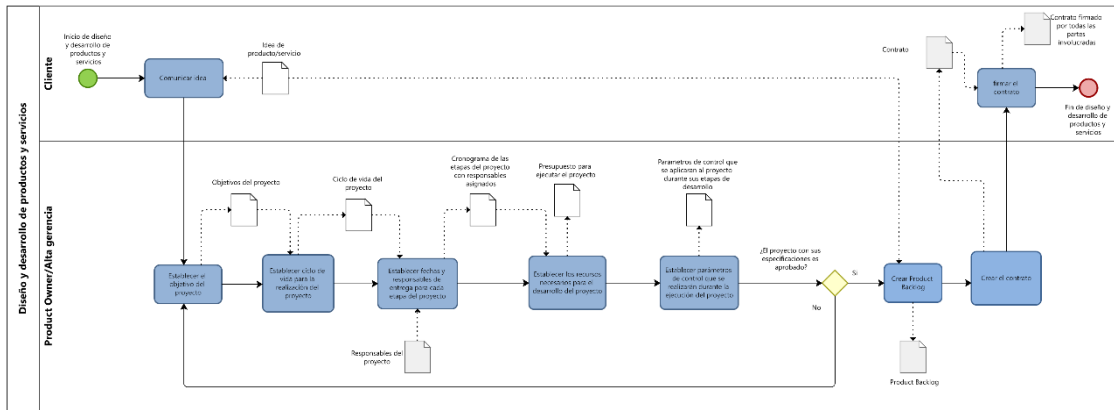 Diseño y desarrollo de productos y servicios
Cliente
Inicio de diseño
y desarrollo de
productos y
servicios
Comunicar idea
Idea de
producto/servicio
Contrato
Contrato firmado
por todas las
partes
involucradas
firmar el
contrato
Fin de diseño y
desarrollo de
productos y
servicios
Product Owner/Alta gerencia
Objetivos del proyecto
Ciclo de vida del
proyecto
Cronograma de las
etapas del proyecto
con responsables
asignados
Presupuesto para
ejecutar el proyecto
Parametros de control que
se aplicaran al proyecto
durante sus etapas de
desarrollo
Establecer el
objetivo del
proyecto
Establecer ciclo de
vida para la
realización del
proyecto
Establecer fechas y
responsables de
entrega para cada
etapa del proyecto
Establecer los recursos
necesarios para el
desarrollo del proyecto
Establecer parámetros
de control que se
realizarán durante la
ejecución del proyecto
¿El proyecto con sus
especificaciones es
aprobado?
Si
No
Crear Product
Backlog
Crear el contrato
Responsables del
proyecto
Product Backlog